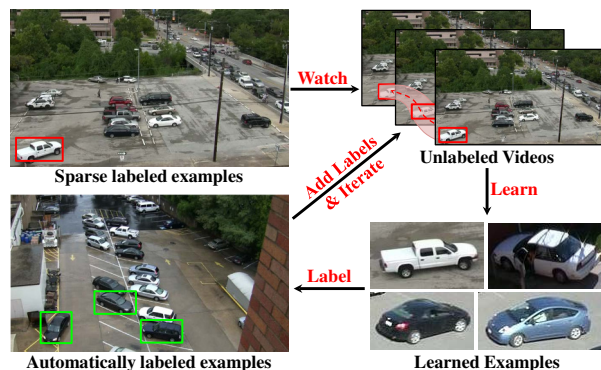 Watch
Sparse labeled examples
Unlabeled Videos
Add Labels
& Iterate
Learn
Label
Automatically labeled examples
Learned Examples